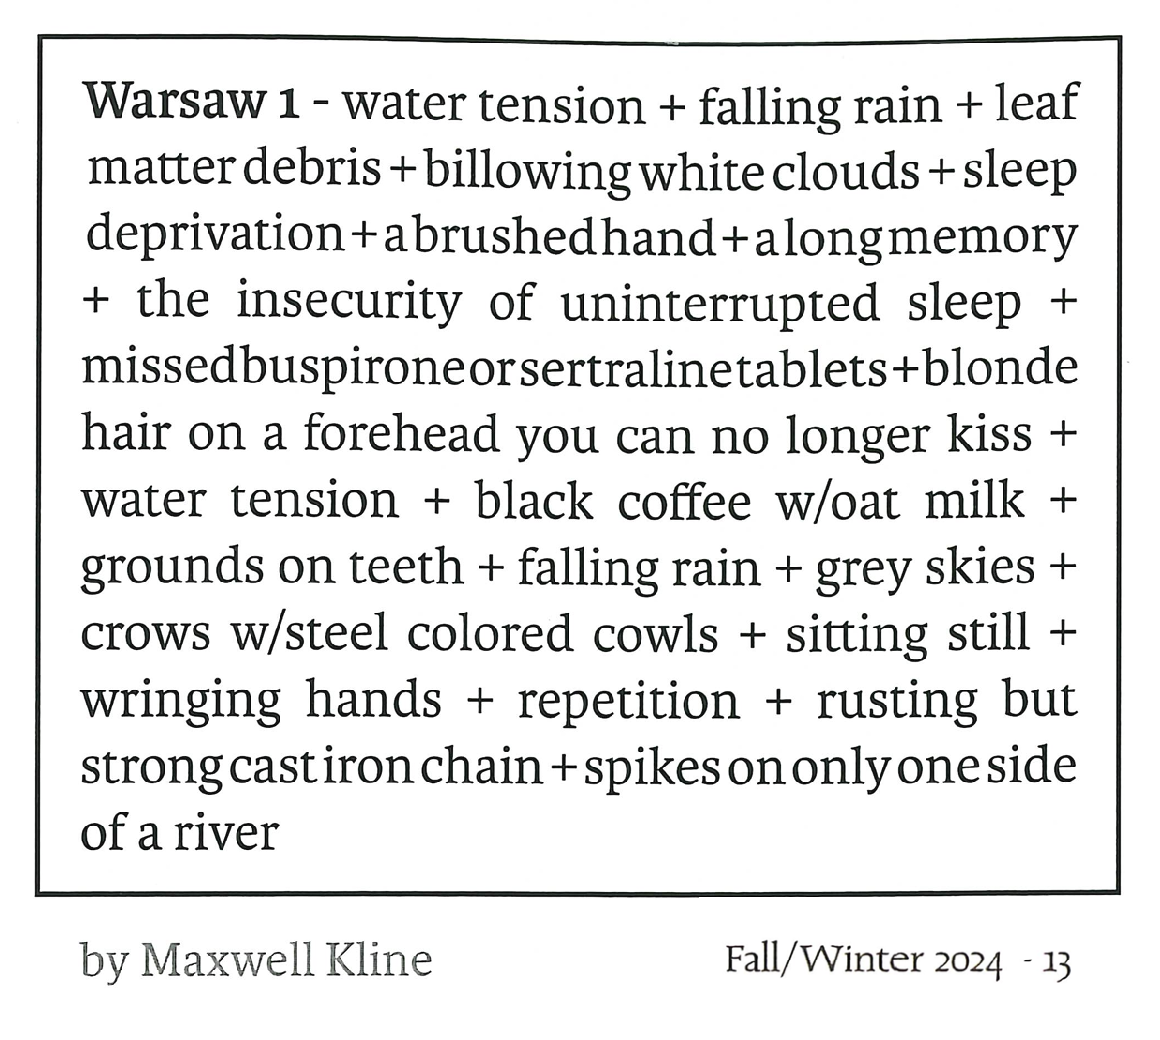 Warsaw 1 - water tension + falling rain + leaf
matter debris + billowing white clouds + sleep
deprivation + a brushed hand + a long memory
+ the insecurity of uninterrupted sleep +
missed buspirone or sertraline tablets + blonde
hair on a forehead you can no longer kiss +
water tension + black coffee w/oat milk +
grounds on teeth + falling rain + grey skies +
crows w/steel colored cowls + sitting still +
wringing hands + repetition + rusting but
strong cast iron chain + spikes on only one side
of a river
by Maxwell Kline
Fall/Winter 2024 - 13